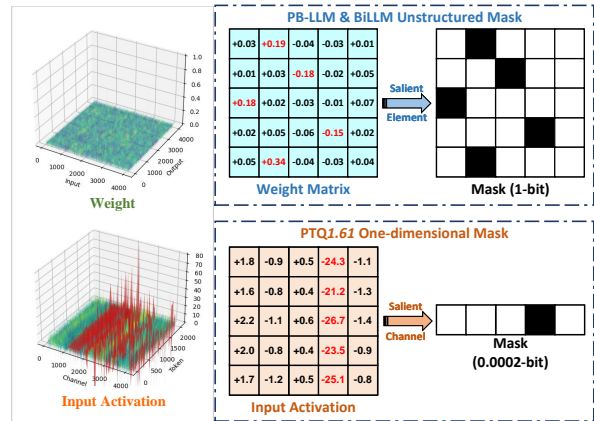 1.0
0.8
0.6
0.4
0.2
0.0
4000
3000
2000
1000
0
0
1000
2000
3000
4000
Input
Output
Weight
PB-LLM & BiLLM Unstructured Mask
+0.03 +0.19 -0.04 -0.03 +0.01
+0.01 +0.03 -0.18 -0.02 +0.05
+0.18 +0.02 -0.03 -0.01 +0.07
+0.02 +0.05 -0.06 -0.15 +0.02
+0.05 +0.34 -0.04 -0.03 +0.04
Weight Matrix
Salient
Element
Mask (1-bit)
80
70
60
50
40
30
20
10
0
2000
1500
1000
500
0
0
1000
2000
3000
4000
Channel
Token
Input Activation
PTQ1.61 One-dimensional Mask
+1.8 -0.9 +0.5 -24.3 -1.1
+1.6 -0.8 +0.4 -21.2 -1.3
+2.2 -1.1 +0.6 -26.7 -1.4
+2.0 -0.8 +0.4 -23.5 -0.9
+1.7 -1.2 +0.5 -25.1 -0.8
Input Activation
Salient
Channel
Mask
(0.0002-bit)